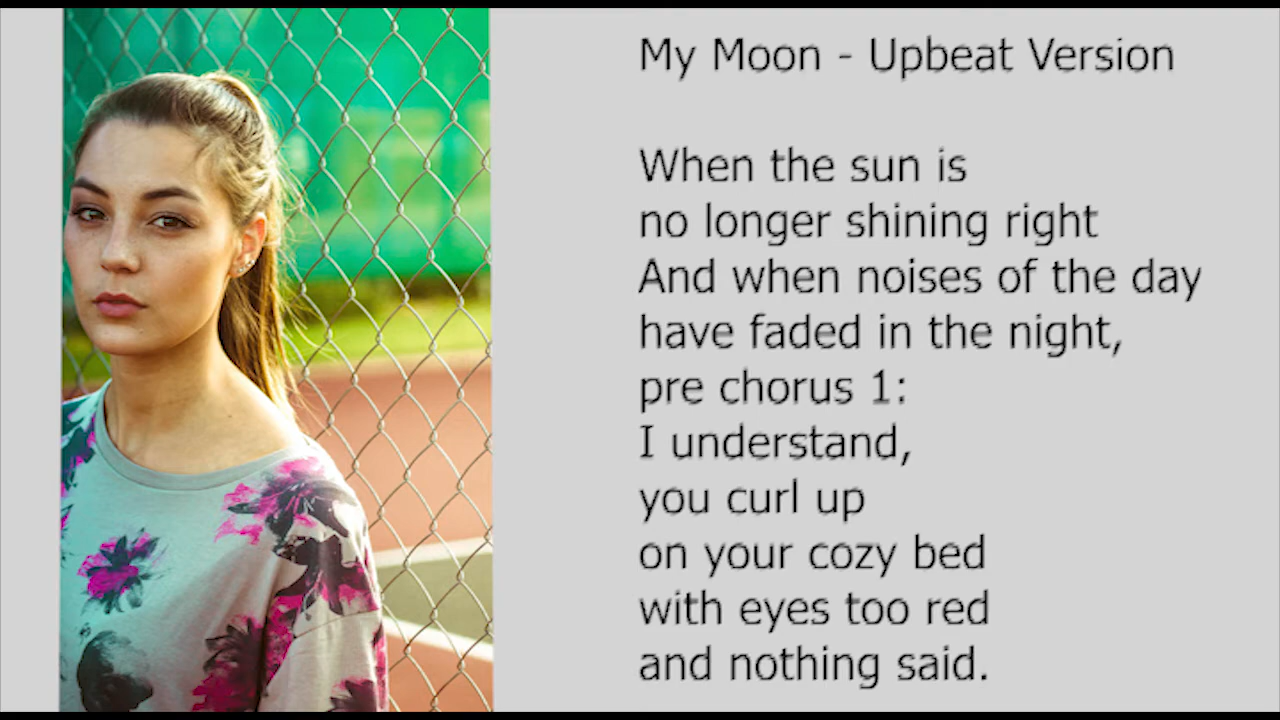 My Moon - Upbeat Version
When the sun is
no longer shining right
And when noises of the day
have faded in the night,
pre chorus 1:
I understand,
you curl up
on your cozy bed
with eyes too red
and nothing said.